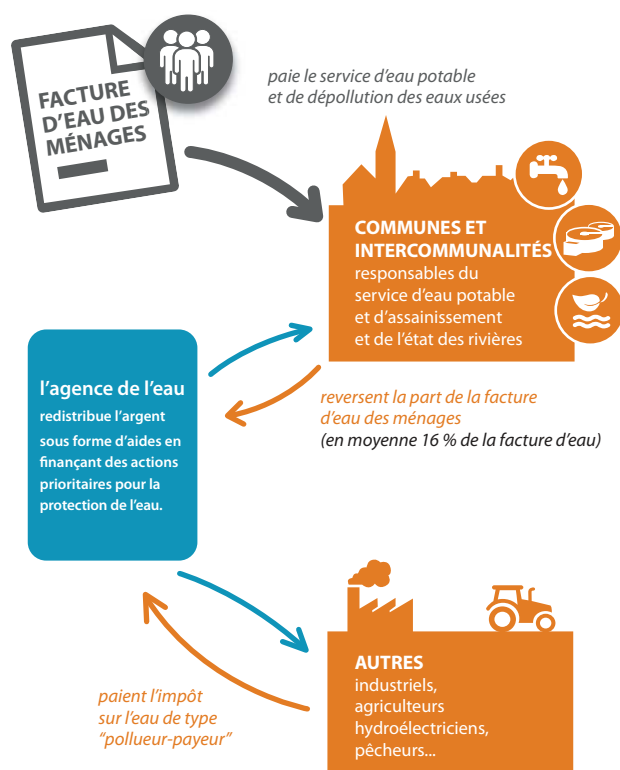 FACTURE
D'EAU DES
MÉNAGES
paie le service d'eau potable
et de dépollution des eaux usées
COMMUNES ET
INTERCOMMUNALITÉS
responsables du
service d'eau potable
et d'assainissement
et de l'état des rivières
l'agence de l'eau
redistribue l'argent
sous forme d'aides en
finançant des actions
prioritaires pour la
protection de l'eau.
reversent la part de la facture
d'eau des ménages
(en moyenne 16 % de la facture d'eau)
AUTRES
industriels,
agriculteurs
hydroélectriciens,
pêcheurs...
paient l'impôt
sur l'eau de type
“pollueur-payeur”